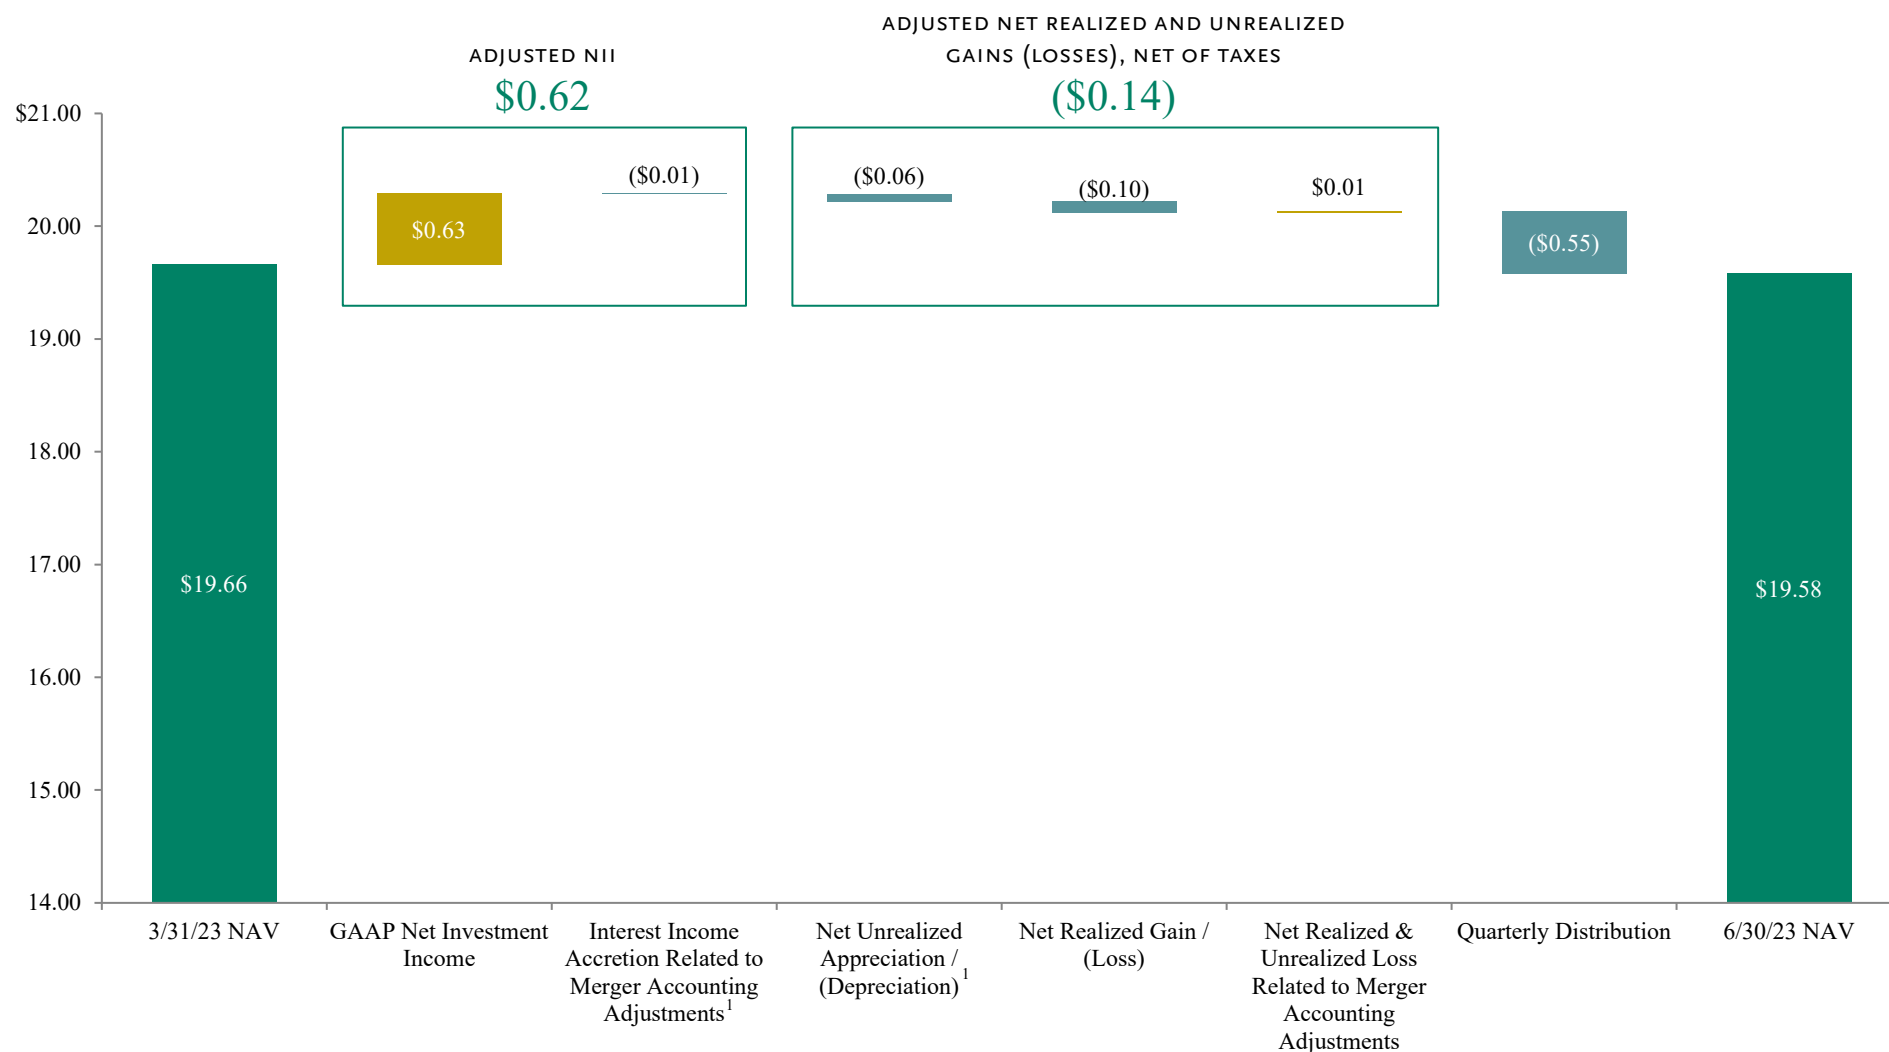 ADJUSTED NII
$0.62
ADJUSTED NET REALIZED AND UNREALIZED
GAINS (LOSSES), NET OF TAXES
($0.14)
$21.00
20.00
19.00
18.00
17.00
16.00
15.00
14.00
$19.66
$0.63
($0.01)
($0.06)
($0.10)
$0.01
($0.55)
$19.58
3/31/23 NAV
GAAP Net Investment
Income
Interest Income
Accretion Related to
Merger Accounting
Adjustments1
Net Unrealized
Appreciation /
(Depreciation)1
Net Realized Gain /
(Loss)
Net Realized &
Unrealized Loss
Related to Merger
Accounting
Adjustments
Quarterly Distribution
6/30/23 NAV